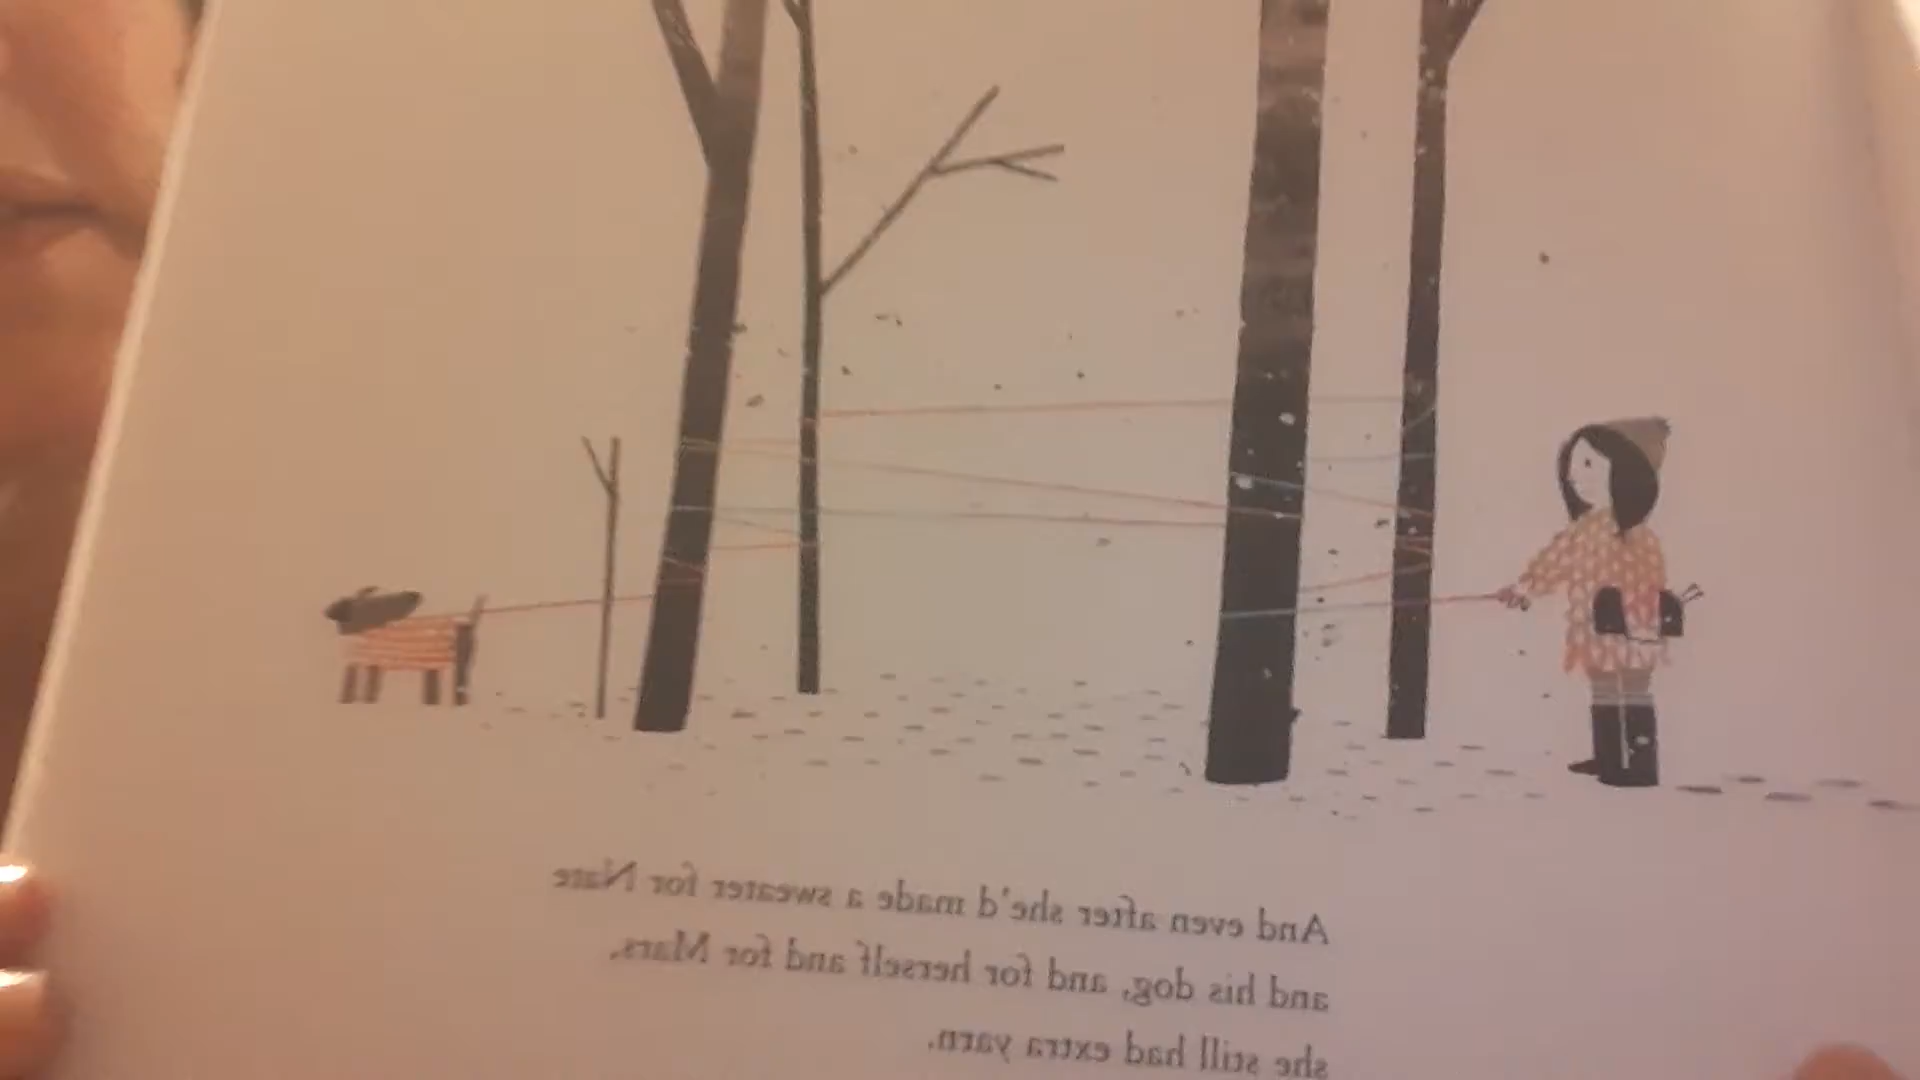 And even after she'd made a sweater for Nate
and his dog, and for herself and for Mars,
she still had extra yarn.